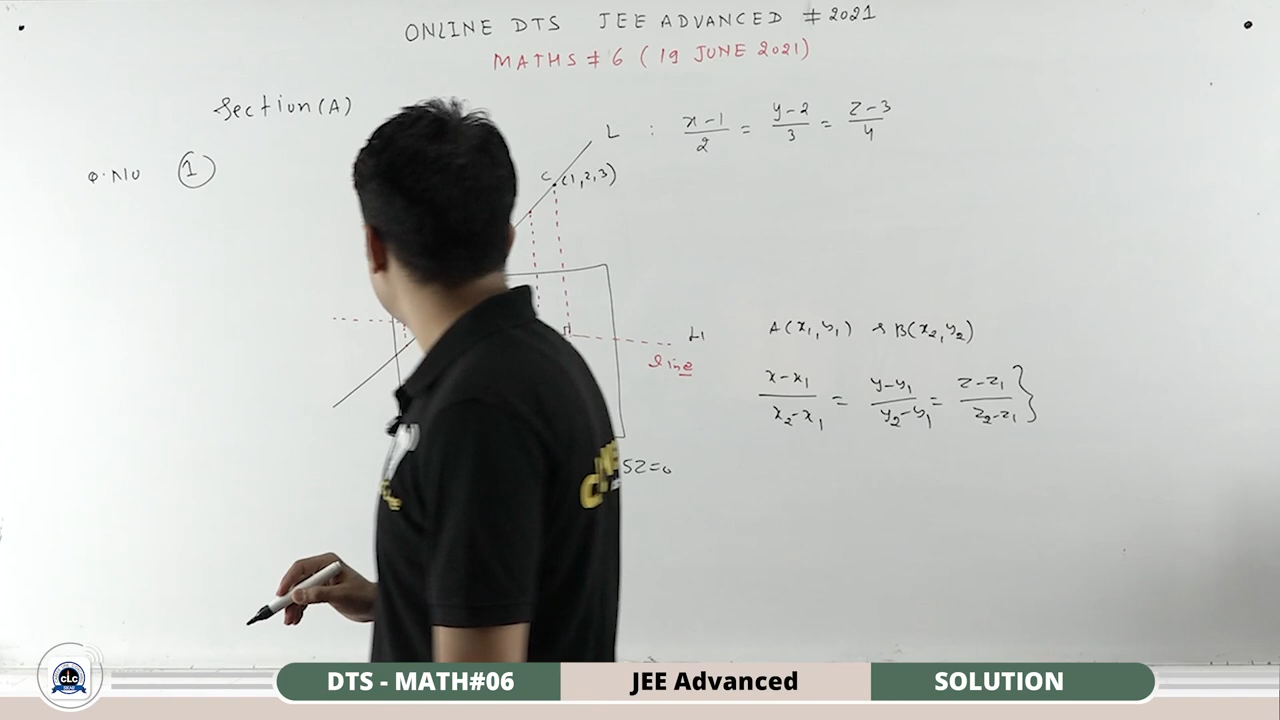 ONLINE DTS JEE ADVANCED # 2021
MATHS # 6 ( 19 JUNE 2021)
Section (A)
Q.NO 1
L : x-1/2 = y-2/3 = z-3/4
C (1,2,3)
L1
line
A(x1,y1) & B(x2,y2)
x-x1/x2-x1 = y-y1/y2-y1 = z-z1/z2-z1 }
5z=0
CLC
DTS - MATH#06
JEE Advanced
SOLUTION